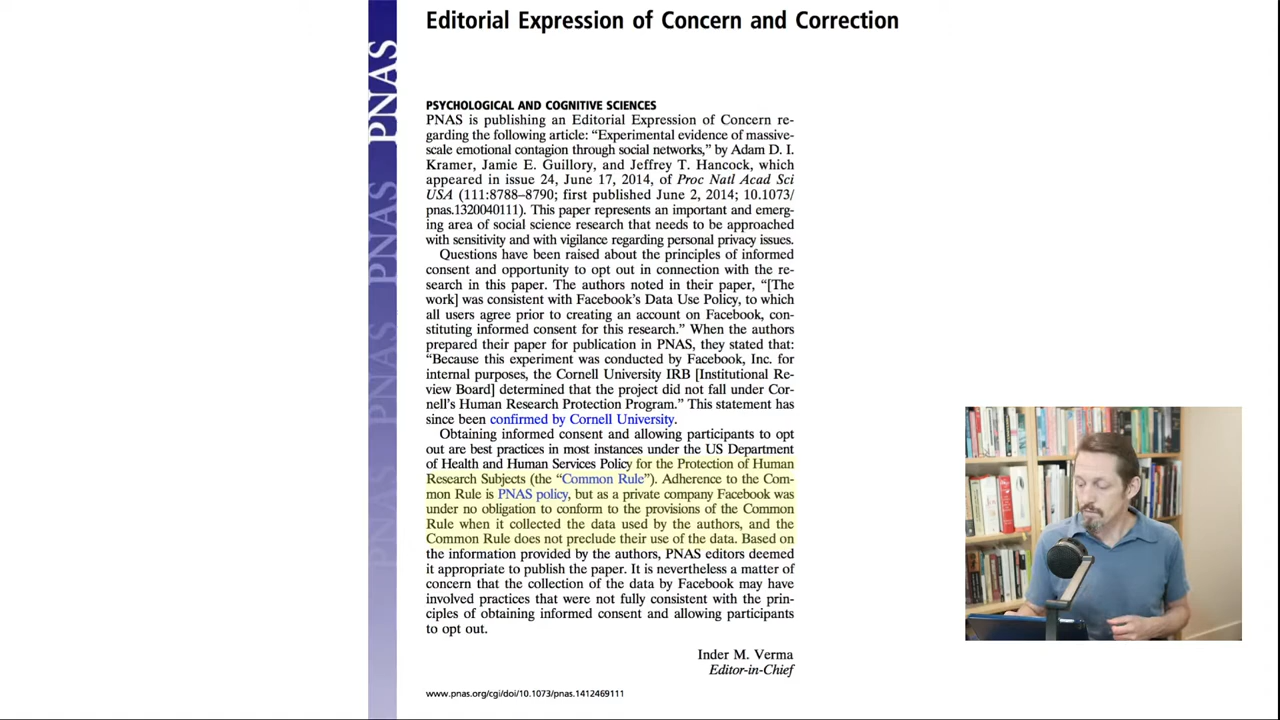 Editorial Expression of Concern and Correction
PNAS
PNAS
PNAS
PNAS
PNAS
PSYCHOLOGICAL AND COGNITIVE SCIENCES
PNAS is publishing an Editorial Expression of Concern re-
garding the following article: “Experimental evidence of massive-
scale emotional contagion through social networks,” by Adam D. I.
Kramer, Jamie E. Guillory, and Jeffrey T. Hancock, which
appeared in issue 24, June 17, 2014, of Proc Natl Acad Sci
USA (111:8788–8790; first published June 2, 2014; 10.1073/
pnas.1320040111). This paper represents an important and emerg-
ing area of social science research that needs to be approached
with sensitivity and with vigilance regarding personal privacy issues.
Questions have been raised about the principles of informed
consent and opportunity to opt out in connection with the re-
search in this paper. The authors noted in their paper, “[The
work] was consistent with Facebook’s Data Use Policy, to which
all users agree prior to creating an account on Facebook, con-
stituting informed consent for this research.” When the authors
prepared their paper for publication in PNAS, they stated that:
“Because this experiment was conducted by Facebook, Inc. for
internal purposes, the Cornell University IRB [Institutional Re-
view Board] determined that the project did not fall under Cor-
nell’s Human Research Protection Program.” This statement has
since been confirmed by Cornell University.
Obtaining informed consent and allowing participants to opt
out are best practices in most instances under the US Department
of Health and Human Services Policy for the Protection of Human
Research Subjects (the “Common Rule”). Adherence to the Com-
mon Rule is PNAS policy, but as a private company Facebook was
under no obligation to conform to the provisions of the Common
Rule when it collected the data used by the authors, and the
Common Rule does not preclude their use of the data. Based on
the information provided by the authors, PNAS editors deemed
it appropriate to publish the paper. It is nevertheless a matter of
concern that the collection of the data by Facebook may have
involved practices that were not fully consistent with the prin-
ciples of obtaining informed consent and allowing participants
to opt out.
Inder M. Verma
Editor-in-Chief
www.pnas.org/cgi/doi/10.1073/pnas.1412469111